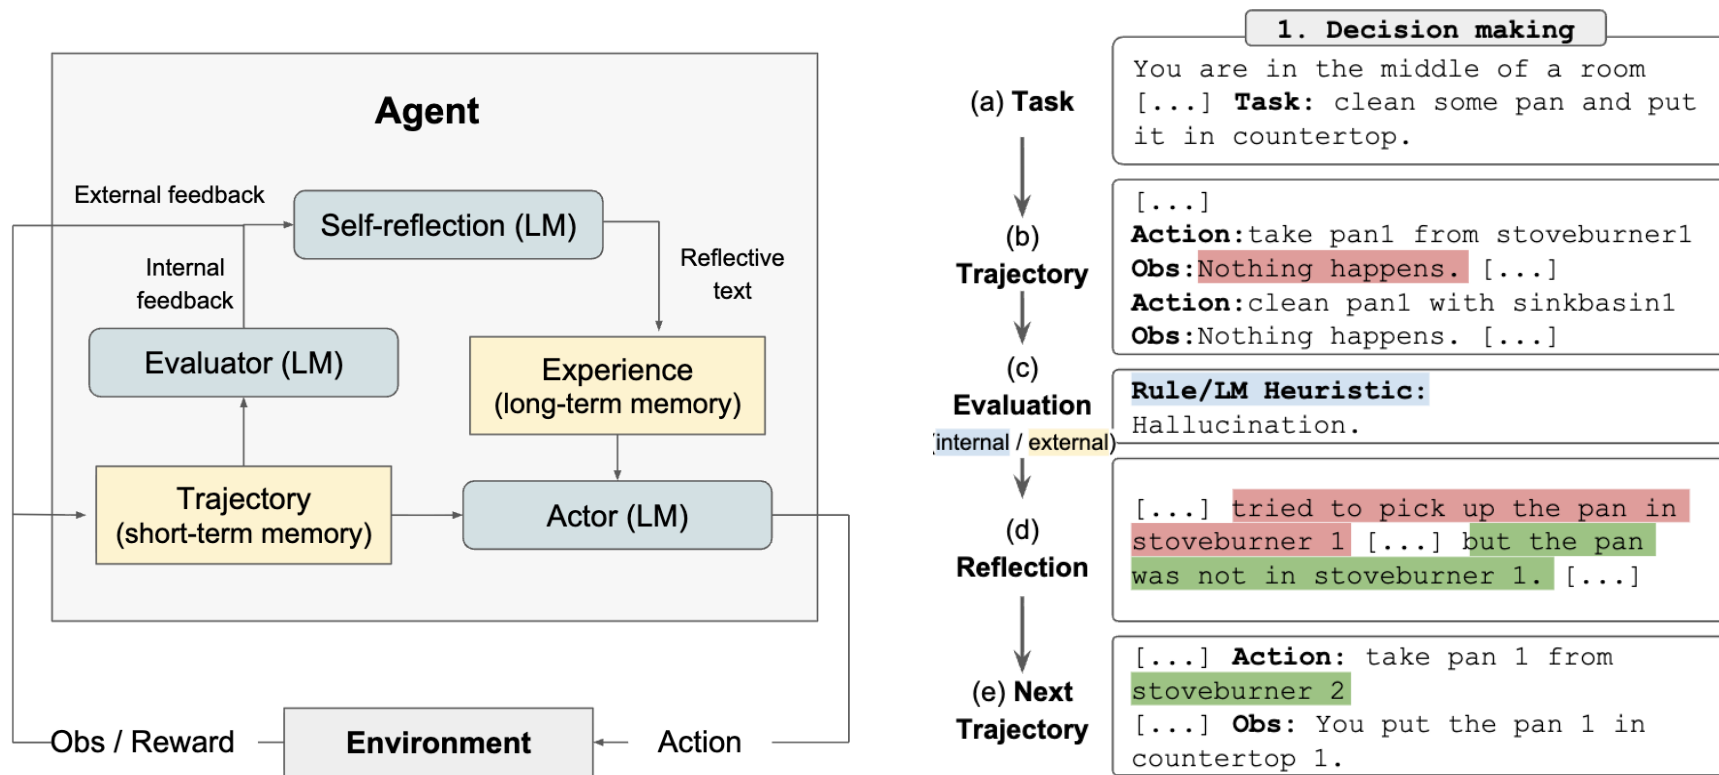 Agent
External feedback
Self-reflection (LM)
Internal
feedback
Reflective
text
Evaluator (LM)
Experience
(long-term memory)
Trajectory
(short-term memory)
Actor (LM)
Obs / Reward
Environment
Action
1. Decision making
(a) Task
You are in the middle of a room
[...] Task: clean some pan and put
it in countertop.
(b)
Trajectory
[...]
Action:take pan1 from stoveburner1
Obs:Nothing happens. [...]
Action:clean pan1 with sinkbasin1
Obs:Nothing happens. [...]
(c)
Evaluation
(internal / external)
Rule/LM Heuristic:
Hallucination.
(d)
Reflection
[...] tried to pick up the pan in
stoveburner 1 [...] but the pan
was not in stoveburner 1. [...]
(e) Next
Trajectory
[...] Action: take pan 1 from
stoveburner 2
[...] Obs: You put the pan 1 in
countertop 1.